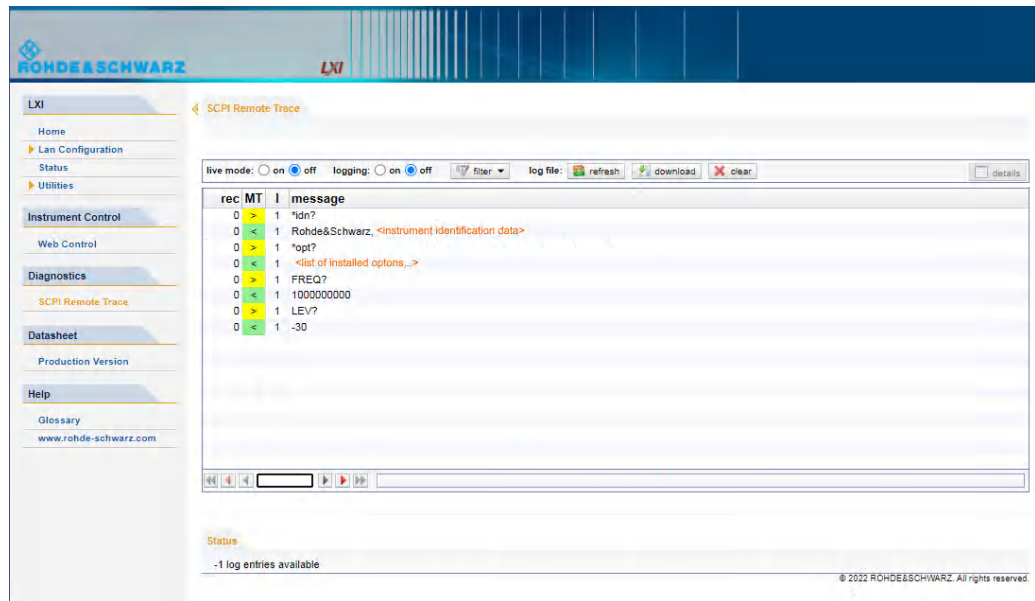 ROHDE&SCHWARZ
LXI
LXI
Home
Lan Configuration
Status
Utilities
Instrument Control
Web Control
Diagnostics
SCPI Remote Trace
Datasheet
Production Version
Help
Glossary
www.rohde-schwarz.com
SCPI Remote Trace
live mode: on off logging: on off filter log file: refresh download clear details
rec MT I message
0 > 1 *idn?
0 < 1 Rohde&Schwarz, <instrument identification data>
0 > 1 *opt?
0 < 1 <list of installed optons,..>
0 > 1 FREQ?
0 < 1 1000000000
0 > 1 LEV?
0 < 1 -30
Status
-1 log entries available
© 2022 ROHDE&SCHWARZ. All rights reserved.